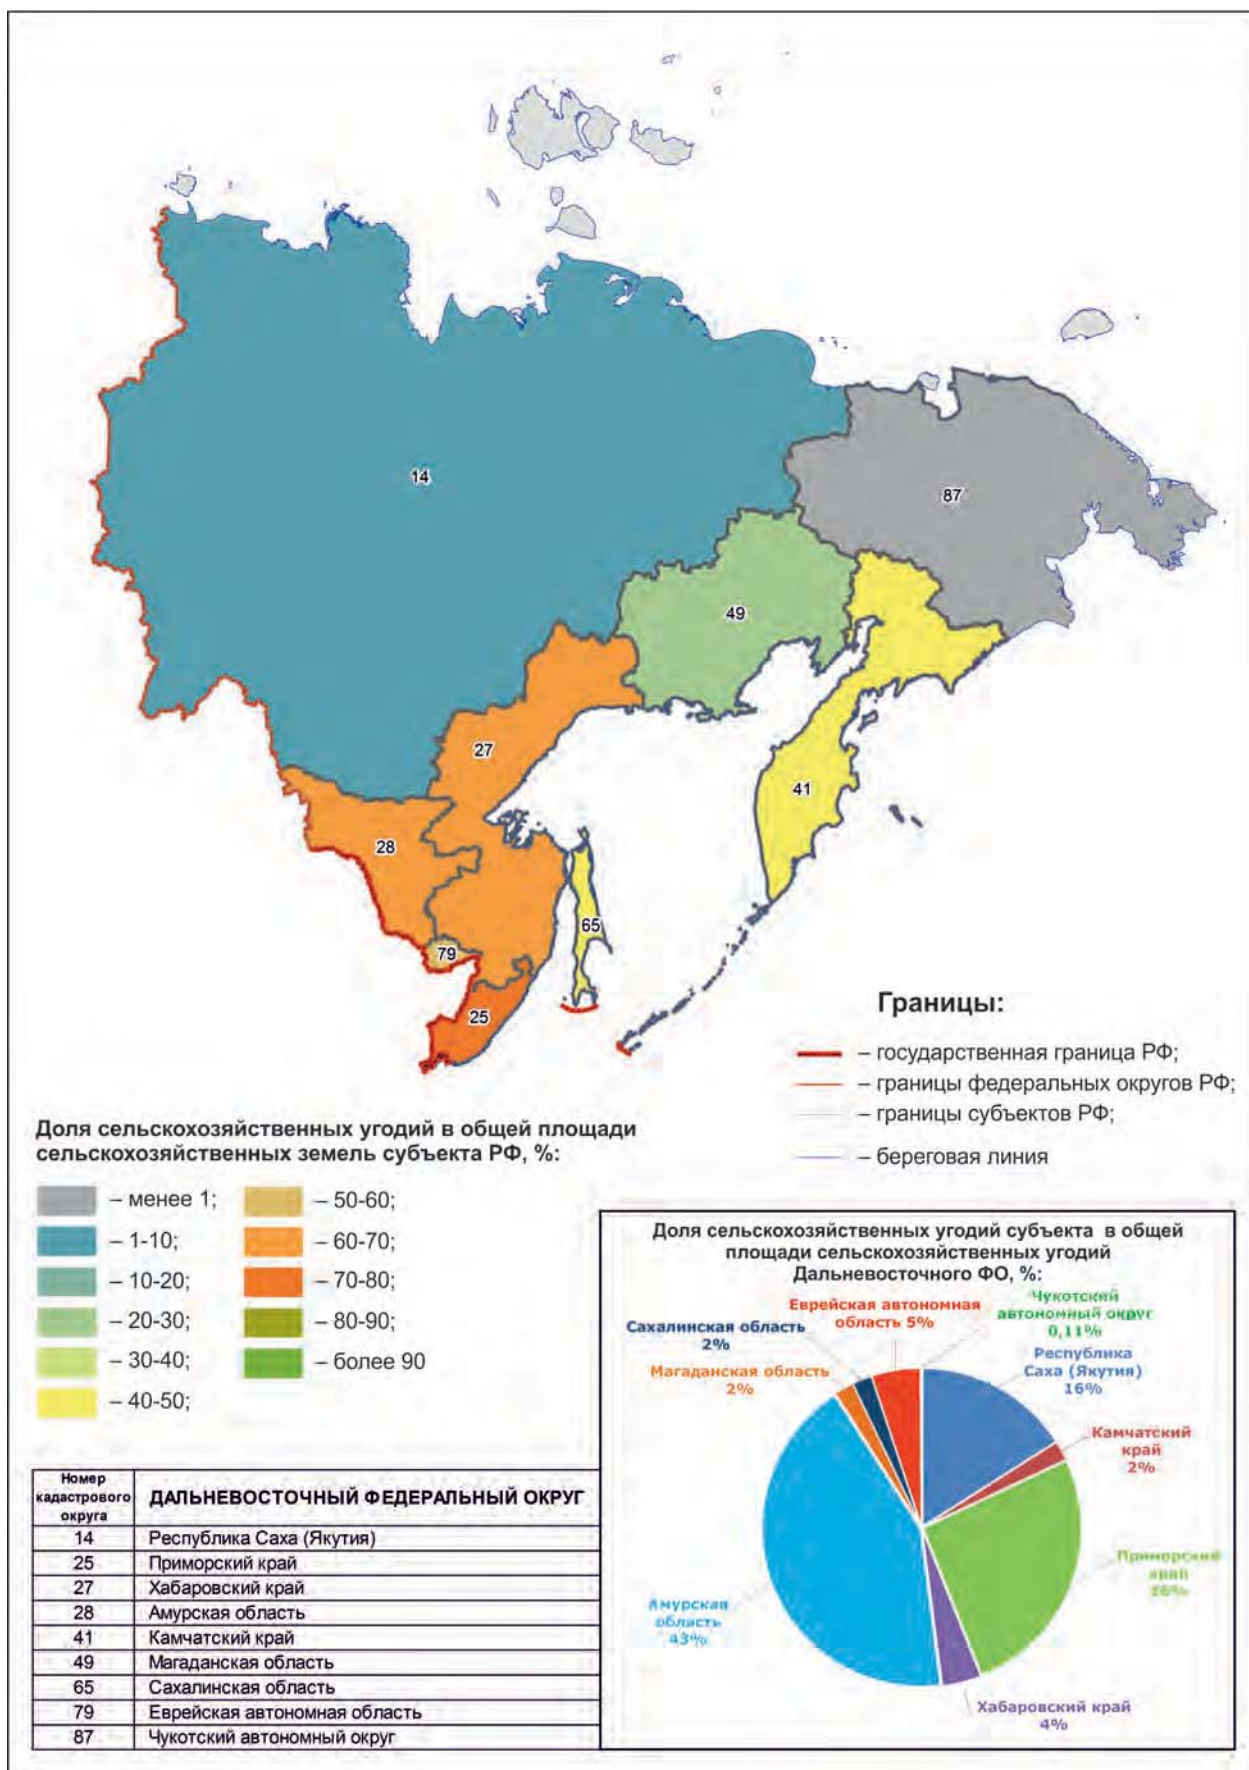 14
87
49
27
41
28
65
79
25
Границы:
– государственная граница РФ;
– границы федеральных округов РФ;
– границы субъектов РФ;
– береговая линия
Доля сельскохозяйственных угодий в общей площади
сельскохозяйственных земель субъекта РФ, %:
– менее 1;
– 1-10;
– 10-20;
– 20-30;
– 30-40;
– 40-50;
– 50-60;
– 60-70;
– 70-80;
– 80-90;
– более 90
Доля сельскохозяйственных угодий субъекта в общей
площади сельскохозяйственных угодий
Дальневосточного ФО, %:
Чукотский
автономный округ
0,11%
Еврейская автономная
область 5%
Сахалинская область
2%
Магаданская область
2%
Республика
Саха (Якутия)
16%
Камчатский
край
2%
Приморский
край
Амурская
область
43%
Хабаровский край
4%
Номер
кадастрового
округа
ДАЛЬНЕВОСТОЧНЫЙ ФЕДЕРАЛЬНЫЙ ОКРУГ
14 Республика Саха (Якутия)
25 Приморский край
27 Хабаровский край
28 Амурская область
41 Камчатский край
49 Магаданская область
65 Сахалинская область
79 Еврейская автономная область
87 Чукотский автономный округ